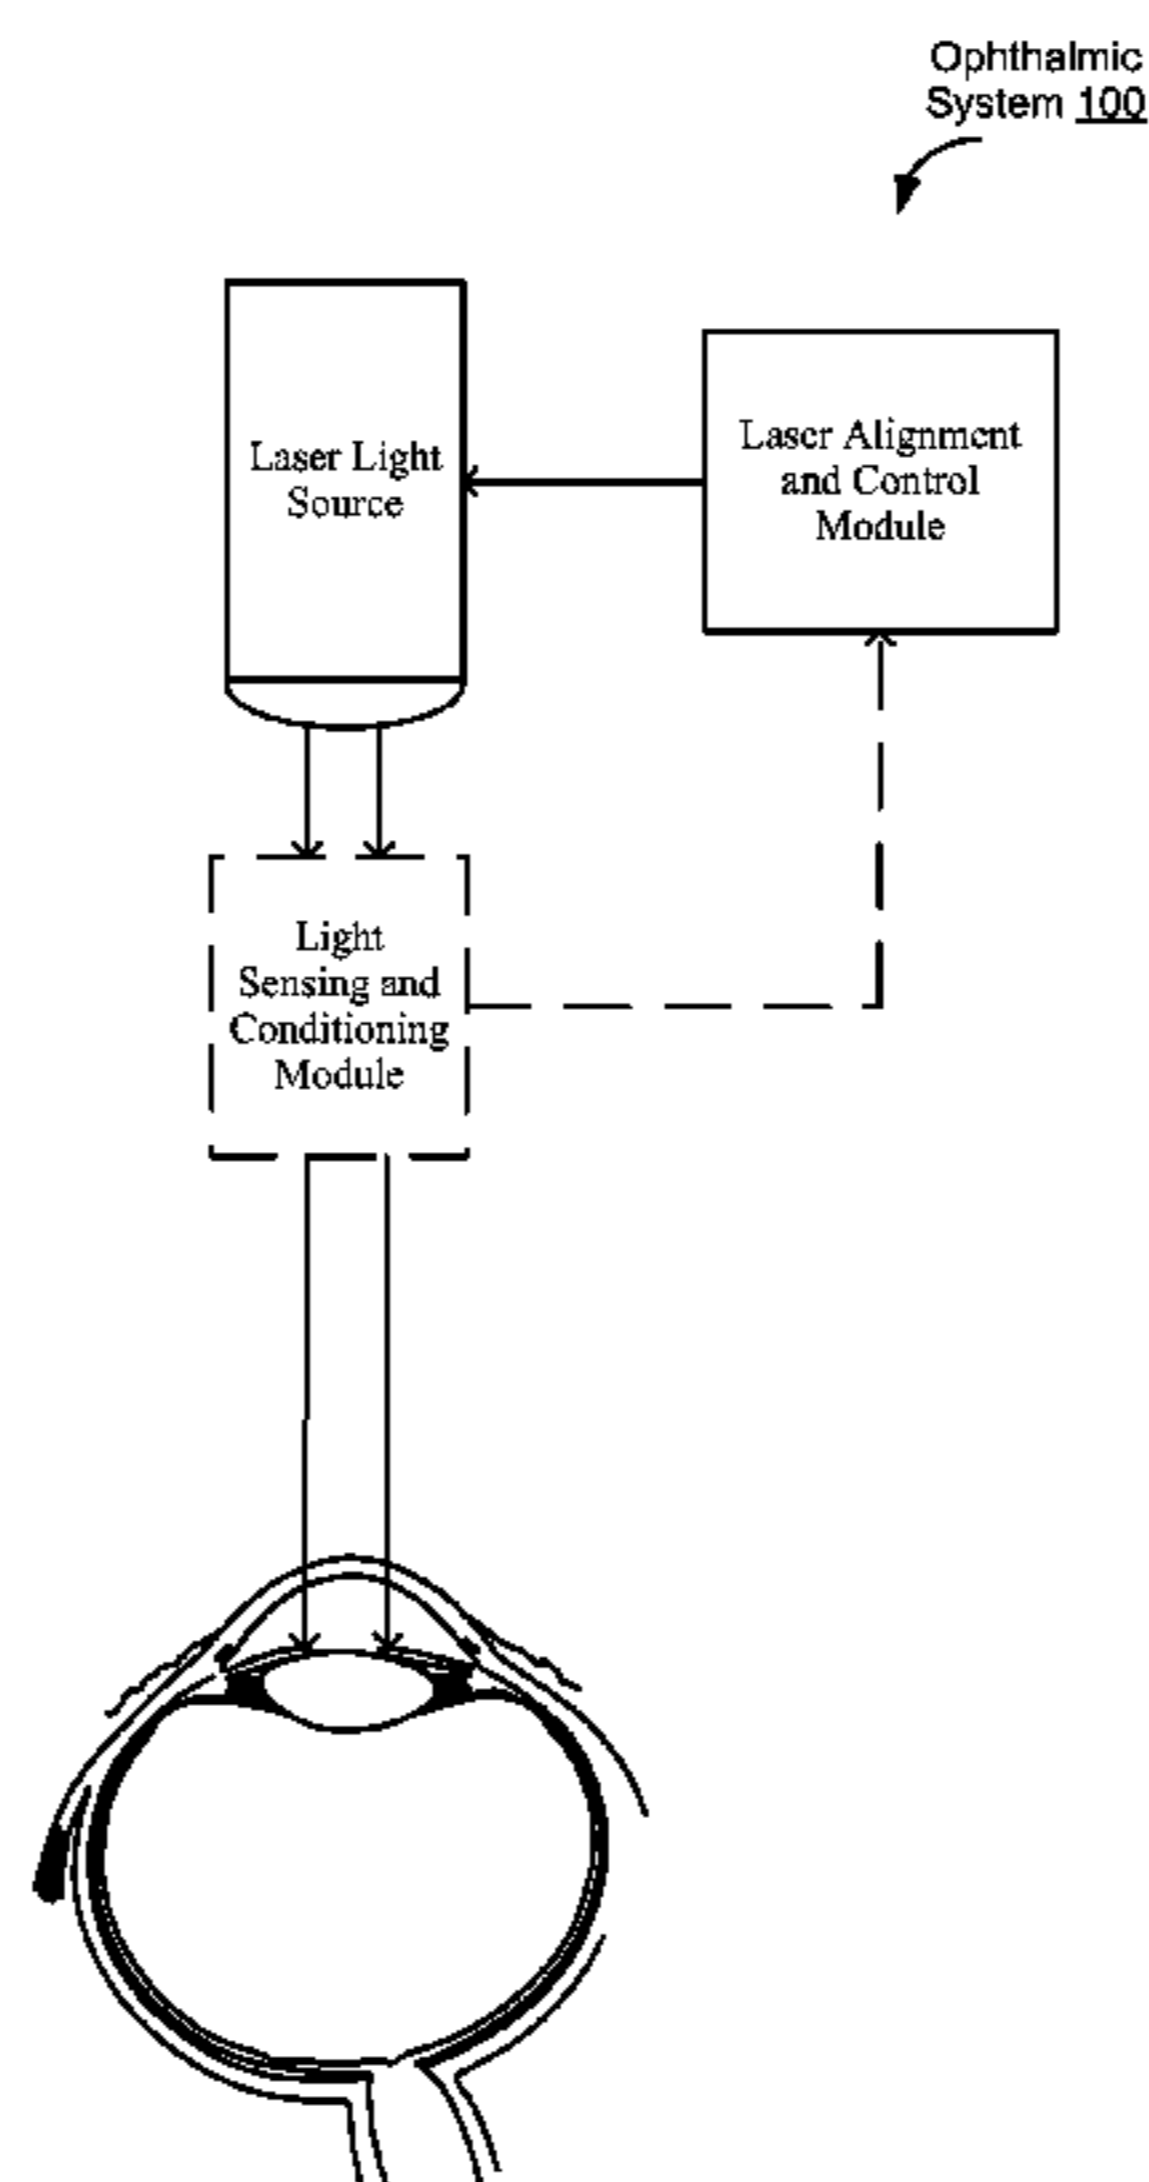 Ophthalmic
System 100
Laser Light
Source
Laser Alignment
and Control
Module
Light
Sensing and
Conditioning
Module